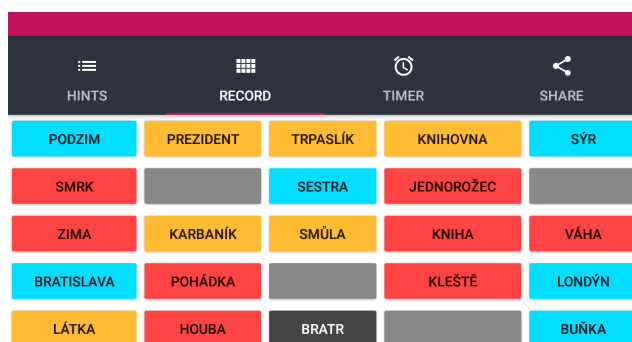 HINTS RECORD TIMER SHARE
PODZIM PREZIDENT TRPASLÍK KNIHOVNA SÝR
SMRK SESTRA JEDNOROŽEC
ZIMA KARBANÍK SMŮLA KNIHA VÁHA
BRATISLAVA POHÁDKA KLEŠTĚ LONDÝN
LÁTKA HOUBA BRATR BUŇKA